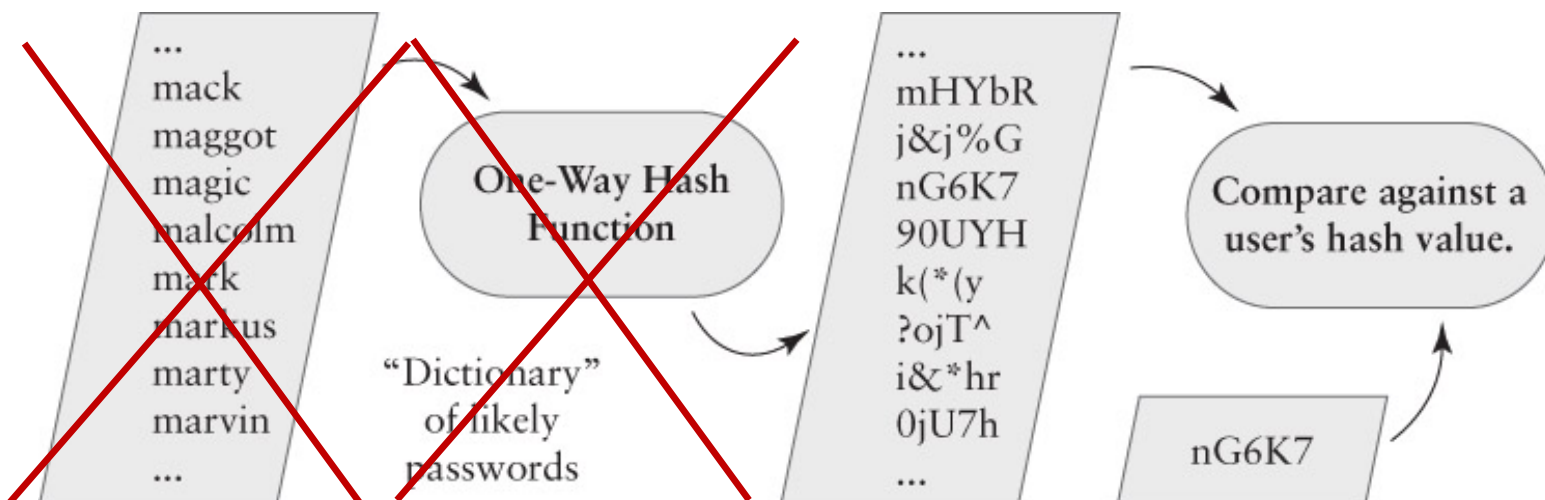 ...
mack
maggot
magic
malcolm
mark
markus
marty
marvin
...
One-Way Hash
Function
“Dictionary”
of likely
passwords
...
mHYbR
j&j%G
nG6K7
90UYH
k(*(y
?ojT^
i&*hr
0jU7h
...
Compare against a
user’s hash value.
nG6K7